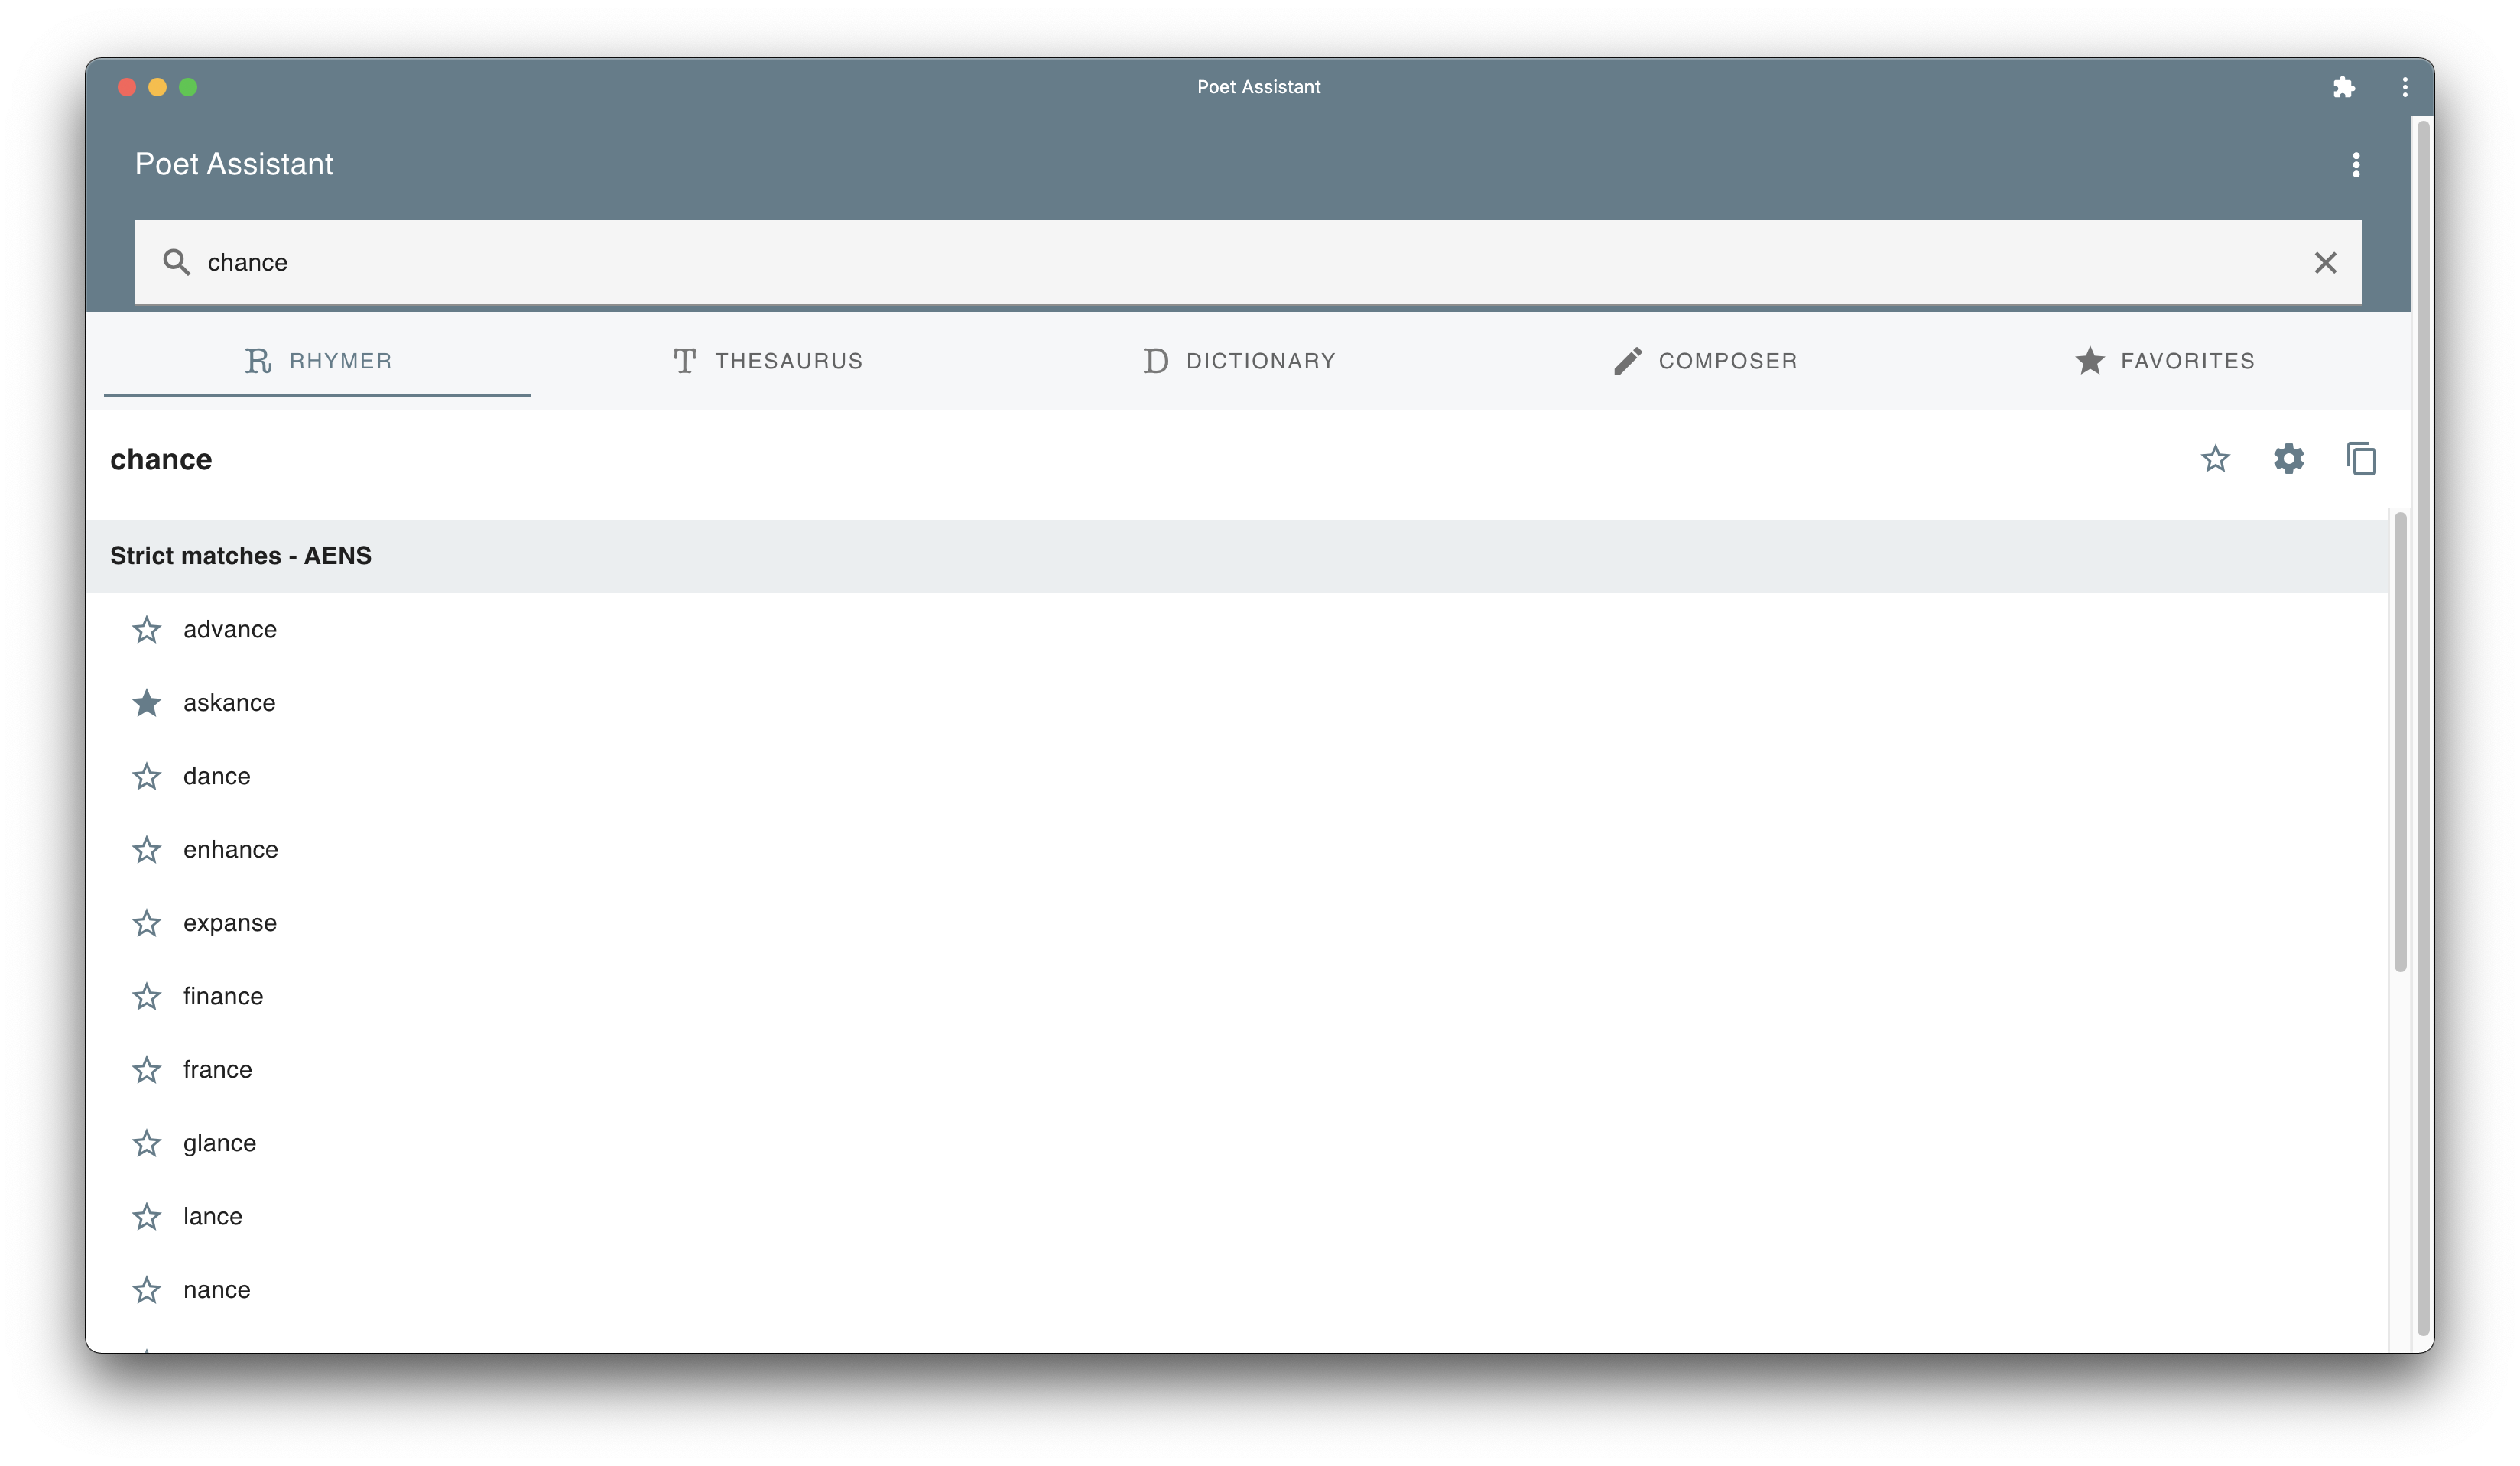 Poet Assistant
Poet Assistant
chance
R RHYMER T THESAURUS D DICTIONARY COMPOSER FAVORITES
chance
Strict matches - AENS
advance
askance
dance
enhance
expanse
finance
france
glance
lance
nance